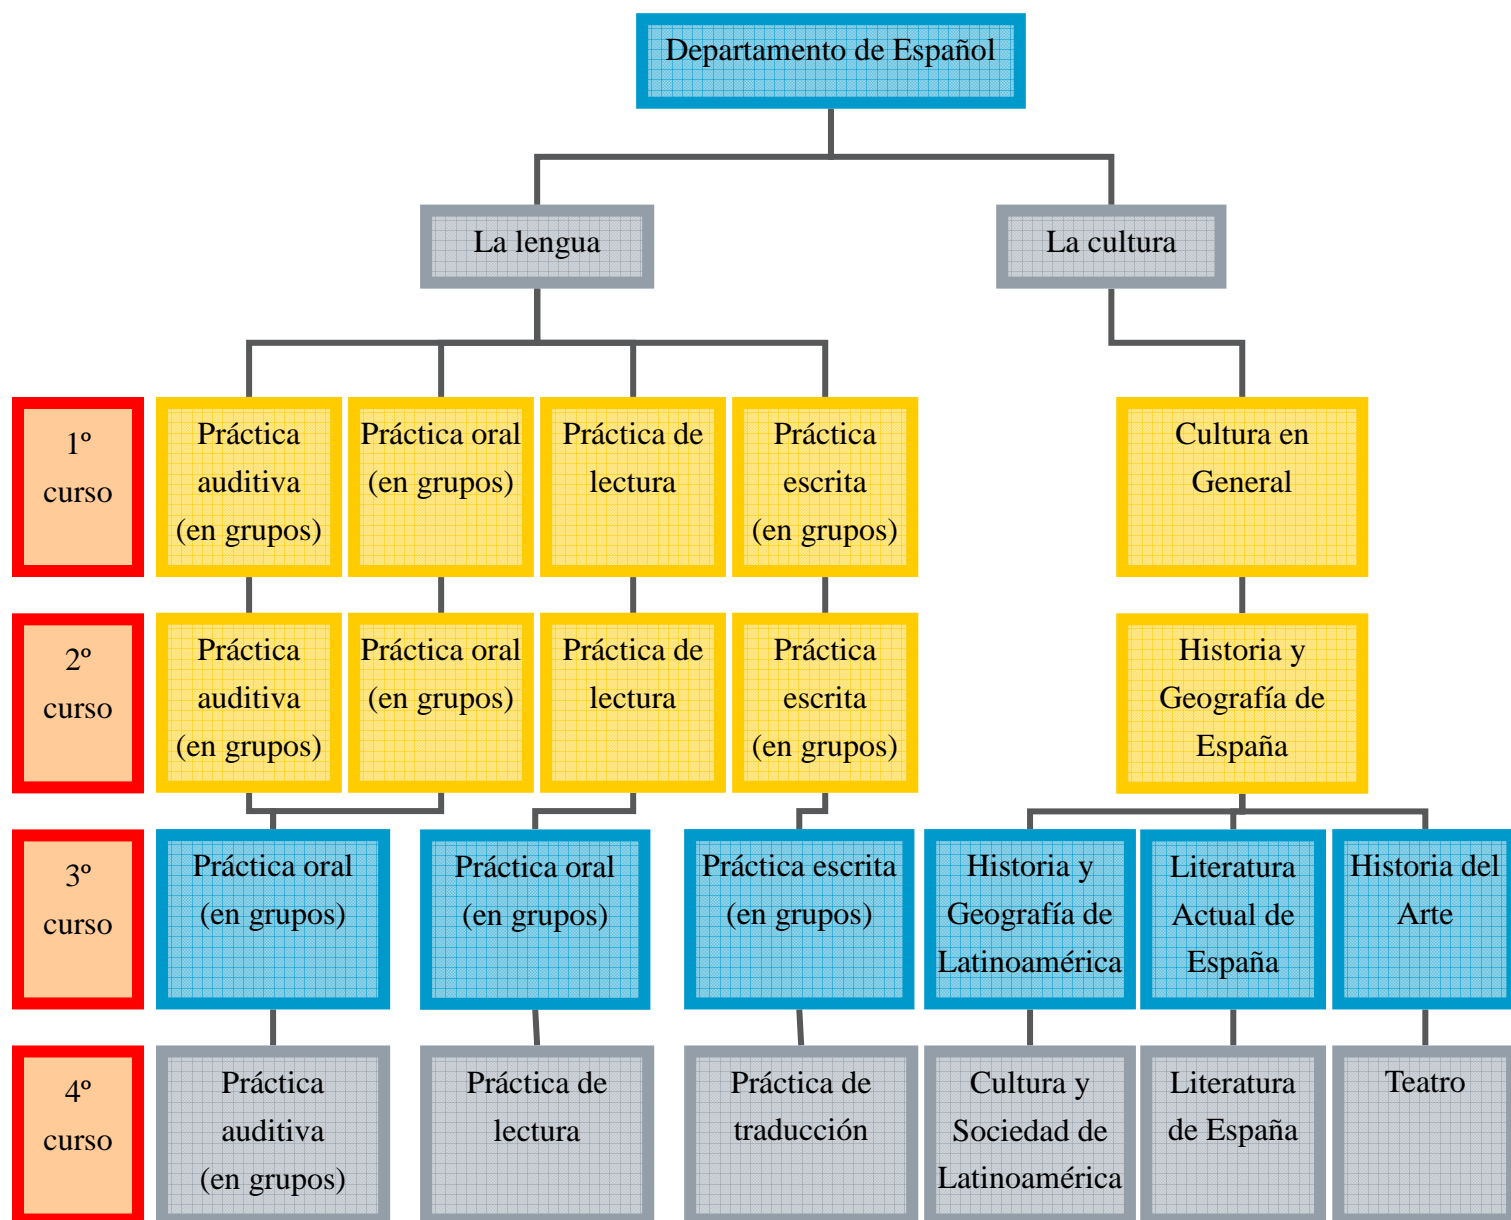 Departamento de Español
La lengua
La cultura
1º
curso
Práctica
auditiva
(en grupos)
Práctica oral
(en grupos)
Práctica de
lectura
Práctica
escrita
(en grupos)
Cultura en
General
2º
curso
Práctica
auditiva
(en grupos)
Práctica oral
(en grupos)
Práctica de
lectura
Práctica
escrita
(en grupos)
Historia y
Geografía de
España
3º
curso
Práctica oral
(en grupos)
Práctica oral
(en grupos)
Práctica escrita
(en grupos)
Historia y
Geografía de
Latinoamérica
Literatura
Actual de
España
Historia del
Arte
4º
curso
Práctica
auditiva
(en grupos)
Práctica de
lectura
Práctica de
traducción
Cultura y
Sociedad de
Latinoamérica
Literatura
de España
Teatro